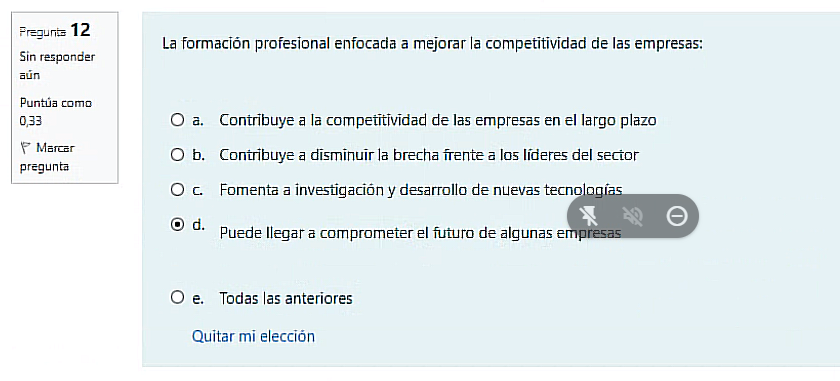 Pregunta 12
Sin responder
aún
Puntúa como
0,33
Marcar
pregunta
La formación profesional enfocada a mejorar la competitividad de las empresas:
a. Contribuye a la competitividad de las empresas en el largo plazo
b. Contribuye a disminuir la brecha frente a los líderes del sector
c. Fomenta a investigación y desarrollo de nuevas tecnologías
d. Puede llegar a comprometer el futuro de algunas empresas
e. Todas las anteriores
Quitar mi elección